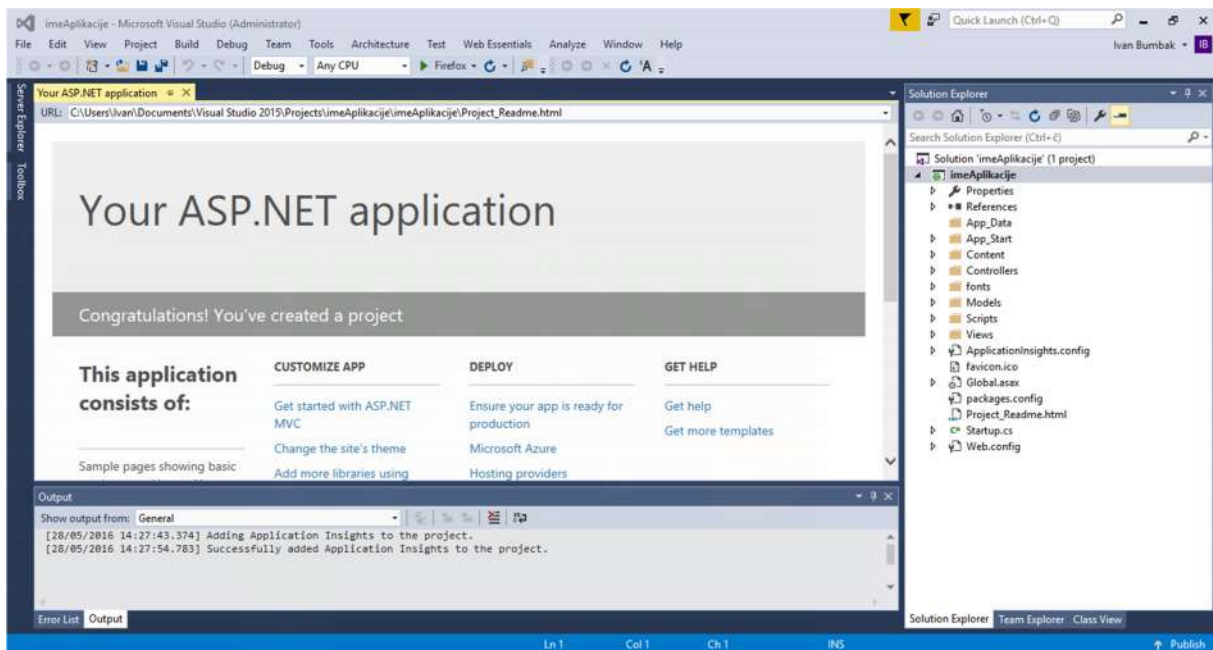 imeAplikacije - Microsoft Visual Studio (Administrator)
Quick Launch (Ctrl+Q)
File Edit View Project Build Debug Team Tools Architecture Test Web Essentials Analyze Window Help
Ivan Bumbak IB
Debug Any CPU Firefox
Server Explorer
Toolbox
Your ASP.NET application
URL: C:\Users\Ivan\Documents\Visual Studio 2015\Projects\imeAplikacije\imeAplikacije\Project_Readme.html
Your ASP.NET application
Congratulations! You've created a project
This application
consists of:
Sample pages showing basic
CUSTOMIZE APP
Get started with ASP.NET
MVC
Change the site's theme
Add more libraries using
DEPLOY
Ensure your app is ready for
production
Microsoft Azure
Hosting providers
GET HELP
Get help
Get more templates
Output
Show output from: General
[28/05/2016 14:27:43.374] Adding Application Insights to the project.
[28/05/2016 14:27:54.783] Successfully added Application Insights to the project.
Error List Output
Solution Explorer
Search Solution Explorer (Ctrl+č)
Solution 'imeAplikacije' (1 project)
imeAplikacije
Properties
References
App_Data
App_Start
Content
Controllers
fonts
Models
Scripts
Views
ApplicationInsights.config
favicon.ico
Global.asax
packages.config
Project_Readme.html
Startup.cs
Web.config
Solution Explorer Team Explorer Class View
Ln 1 Col 1 Ch 1 INS Publish